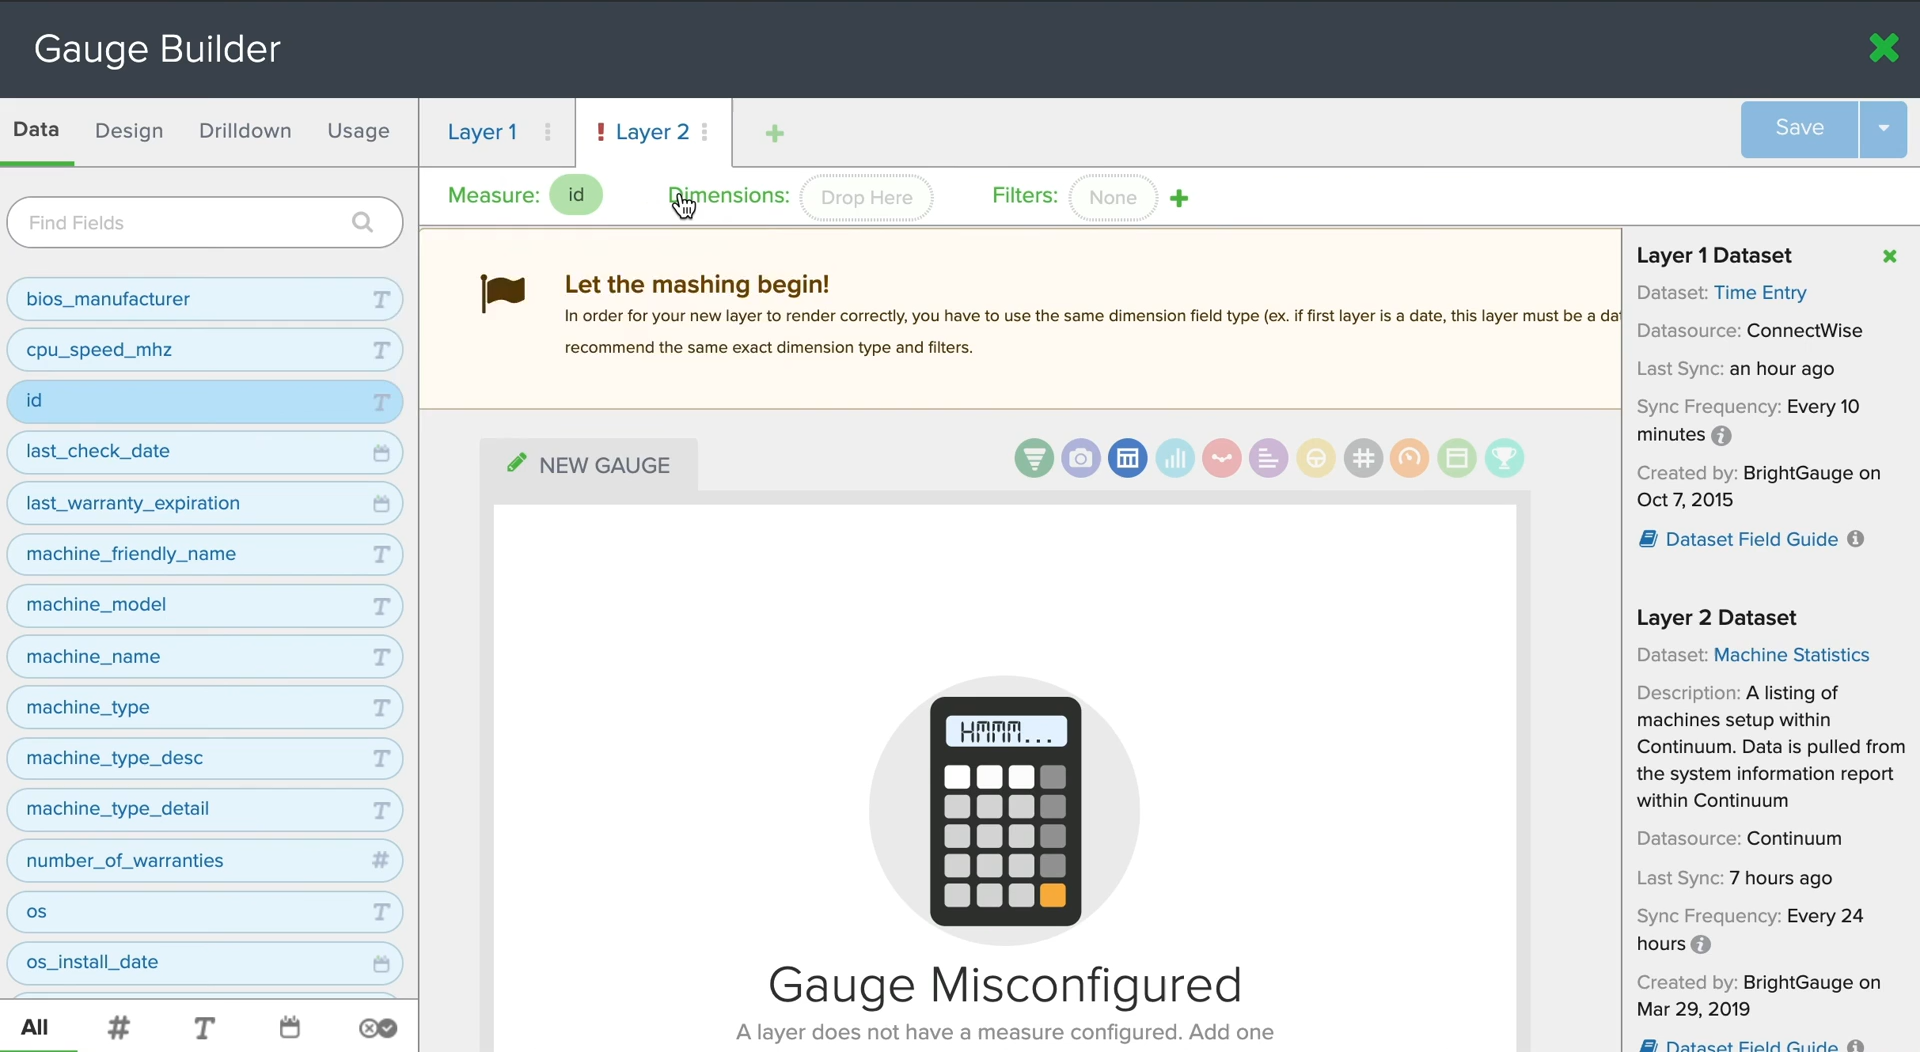 Gauge Builder
Data Design Drilldown Usage
Layer 1
! Layer 2
Save
Measure: id
Dimensions: Drop Here
Filters: None
Find Fields
bios_manufacturer T
cpu_speed_mhz T
id T
last_check_date
last_warranty_expiration
machine_friendly_name T
machine_model T
machine_name T
machine_type T
machine_type_desc T
machine_type_detail T
number_of_warranties #
os T
os_install_date
All # T
Let the mashing begin!
In order for your new layer to render correctly, you have to use the same dimension field type (ex. if first layer is a date, this layer must be a
recommend the same exact dimension type and filters.
NEW GAUGE
#
HMMM...
Gauge Misconfigured
A layer does not have a measure configured. Add one
Layer 1 Dataset
Dataset: Time Entry
Datasource: ConnectWise
Last Sync: an hour ago
Sync Frequency: Every 10
minutes
Created by: BrightGauge on
Oct 7, 2015
Dataset Field Guide
Layer 2 Dataset
Dataset: Machine Statistics
Description: A listing of
machines setup within
Continuum. Data is pulled from
the system information report
within Continuum
Datasource: Continuum
Last Sync: 7 hours ago
Sync Frequency: Every 24
hours
Created by: BrightGauge on
Mar 29, 2019
Dataset Field Guide